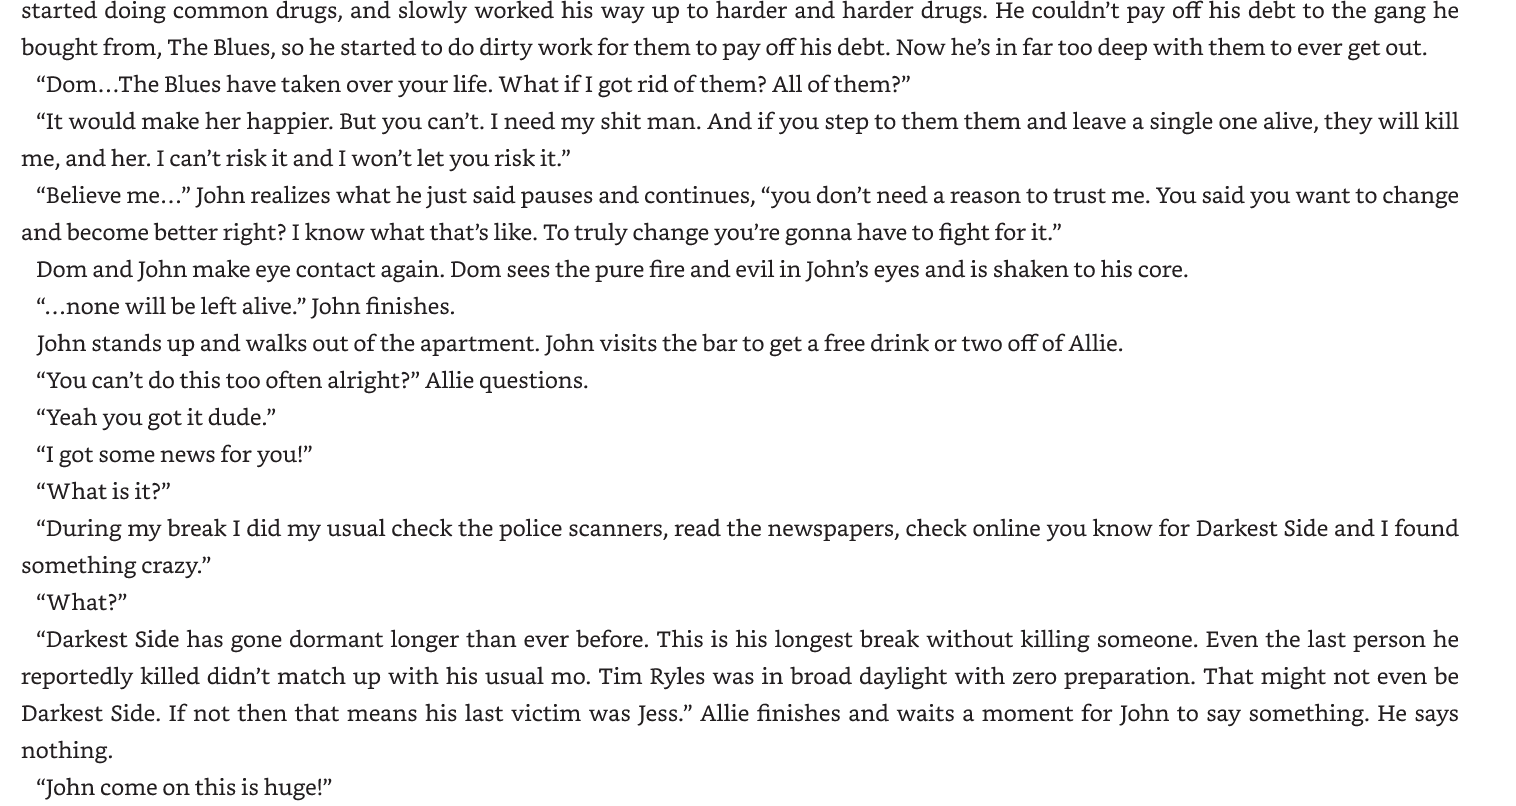 started doing common drugs, and slowly worked his way up to harder and harder drugs. He couldn’t pay off his debt to the gang he
bought from, The Blues, so he started to do dirty work for them to pay off his debt. Now he’s in far too deep with them to ever get out.
“Dom…The Blues have taken over your life. What if I got rid of them? All of them?”
“It would make her happier. But you can’t. I need my shit man. And if you step to them them and leave a single one alive, they will kill
me, and her. I can’t risk it and I won’t let you risk it.”
“Believe me…” John realizes what he just said pauses and continues, “you don’t need a reason to trust me. You said you want to change
and become better right? I know what that’s like. To truly change you’re gonna have to fight for it.”
Dom and John make eye contact again. Dom sees the pure fire and evil in John’s eyes and is shaken to his core.
“…none will be left alive.” John finishes.
John stands up and walks out of the apartment. John visits the bar to get a free drink or two off of Allie.
“You can’t do this too often alright?” Allie questions.
“Yeah you got it dude.”
“I got some news for you!”
“What is it?”
“During my break I did my usual check the police scanners, read the newspapers, check online you know for Darkest Side and I found
something crazy.”
“What?”
“Darkest Side has gone dormant longer than ever before. This is his longest break without killing someone. Even the last person he
reportedly killed didn’t match up with his usual mo. Tim Ryles was in broad daylight with zero preparation. That might not even be
Darkest Side. If not then that means his last victim was Jess.” Allie finishes and waits a moment for John to say something. He says
nothing.
“John come on this is huge!”